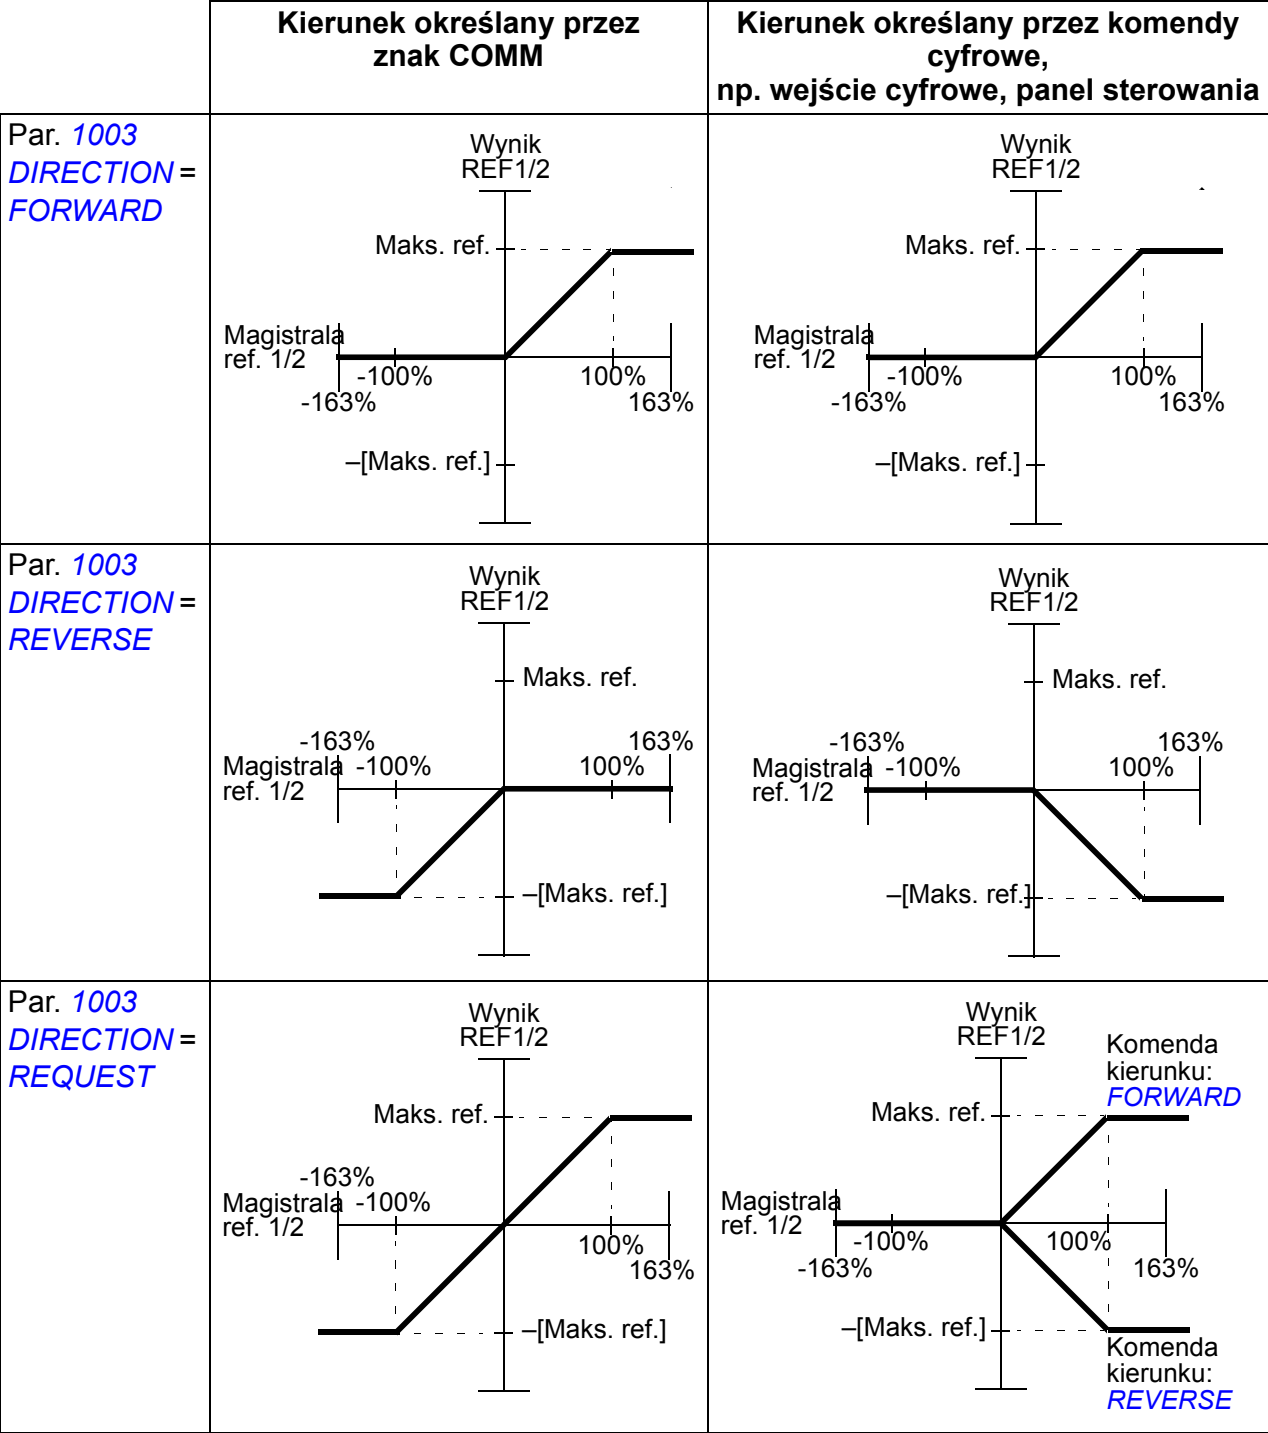 Kierunek określany przez
znak COMM
Kierunek określany przez komendy
cyfrowe,
np. wejście cyfrowe, panel sterowania
Par. 1003
DIRECTION =
FORWARD
Wynik
REF1/2
Maks. ref.
Magistrala
ref. 1/2
-100%
100%
-163%
163%
–[Maks. ref.]
Wynik
REF1/2
Maks. ref.
Magistrala
ref. 1/2
-100%
100%
-163%
163%
–[Maks. ref.]
Par. 1003
DIRECTION =
REVERSE
Wynik
REF1/2
Maks. ref.
-163%
163%
Magistrala
-100%
100%
ref. 1/2
–[Maks. ref.]
Wynik
REF1/2
Maks. ref.
-163%
163%
Magistrala
-100%
100%
ref. 1/2
–[Maks. ref.]
Par. 1003
DIRECTION =
REQUEST
Wynik
REF1/2
Maks. ref.
-163%
Magistrala
-100%
ref. 1/2
100%
163%
–[Maks. ref.]
Wynik
REF1/2
Komenda
kierunku:
FORWARD
Maks. ref.
Magistrala
ref. 1/2
-100%
100%
-163%
163%
–[Maks. ref.]
Komenda
kierunku:
REVERSE